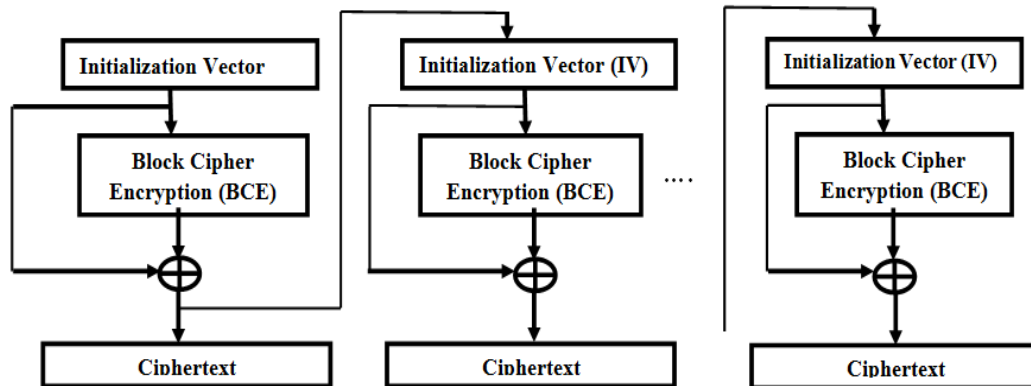 Initialization Vector
Initialization Vector (IV)
Initialization Vector (IV)
Block Cipher
Encryption (BCE)
Block Cipher
Encryption (BCE)
....
Block Cipher
Encryption (BCE)
Ciphertext
Ciphertext
Ciphertext